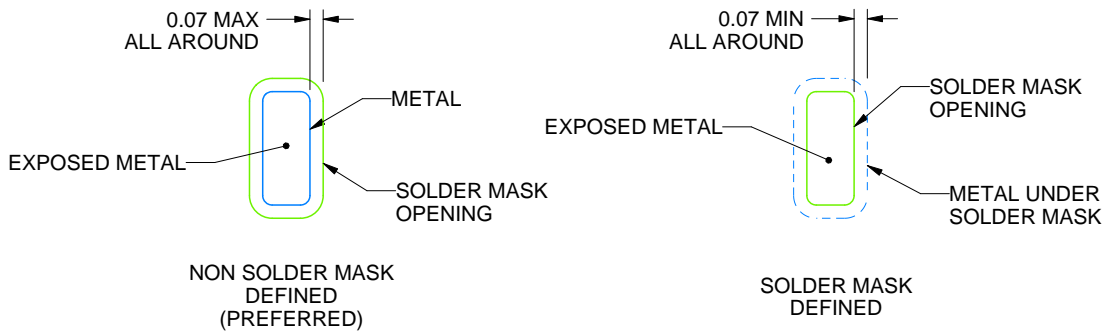 0.07 MAX
ALL AROUND
METAL
EXPOSED METAL
SOLDER MASK
OPENING
NON SOLDER MASK
DEFINED
(PREFERRED)
0.07 MIN
ALL AROUND
SOLDER MASK
OPENING
EXPOSED METAL
METAL UNDER
SOLDER MASK
SOLDER MASK
DEFINED